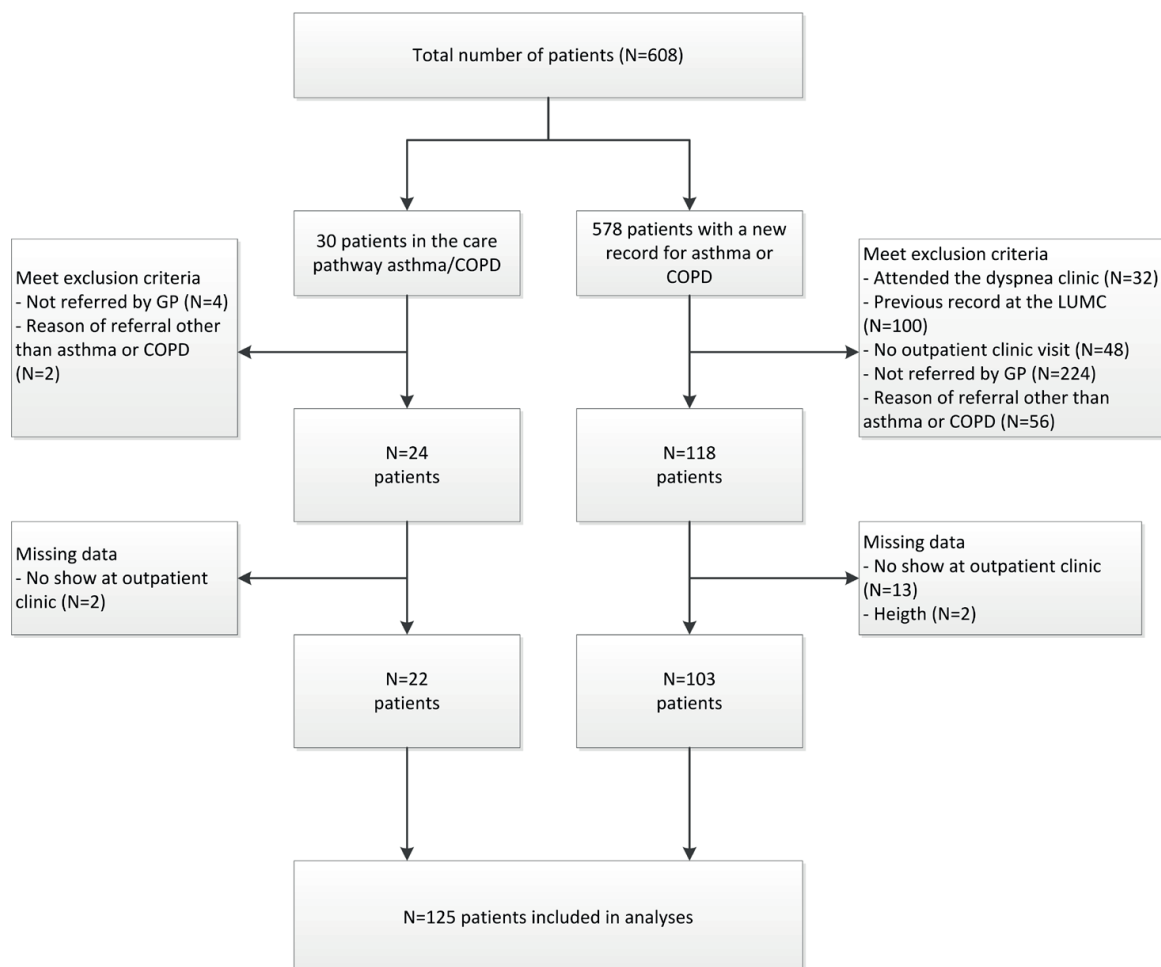 Total number of patients (N=608)
30 patients in the care
pathway asthma/COPD
578 patients with a new
record for asthma or
COPD
Meet exclusion criteria
- Not referred by GP (N=4)
- Reason of referral other
than asthma or COPD
(N=2)
Meet exclusion criteria
- Attended the dyspnea clinic (N=32)
- Previous record at the LUMC
(N=100)
- No outpatient clinic visit (N=48)
- Not referred by GP (N=224)
- Reason of referral other than
asthma or COPD (N=56)
N=24
patients
N=118
patients
Missing data
- No show at outpatient
clinic (N=2)
Missing data
- No show at outpatient clinic
(N=13)
- Heigth (N=2)
N=22
patients
N=103
patients
N=125 patients included in analyses